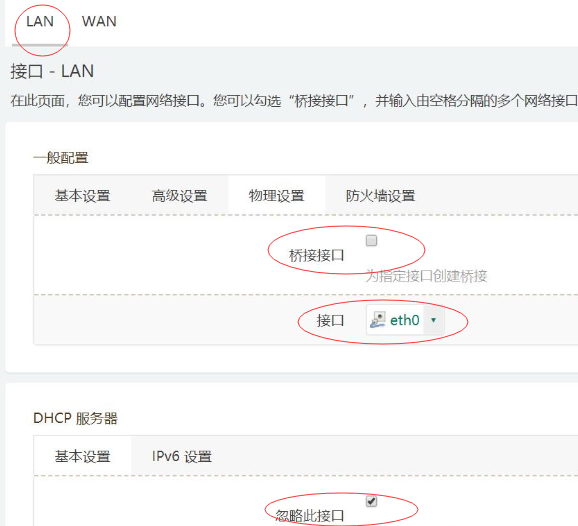 LAN WAN
接口 - LAN
在此页面，您可以配置网络接口。您可以勾选“桥接接口”，并输入由空格分隔的多个网络接口
一般配置
基本设置 高级设置 物理设置 防火墙设置
桥接接口
为指定接口创建桥接
接口 eth0
DHCP 服务器
基本设置 IPv6 设置
忽略此接口